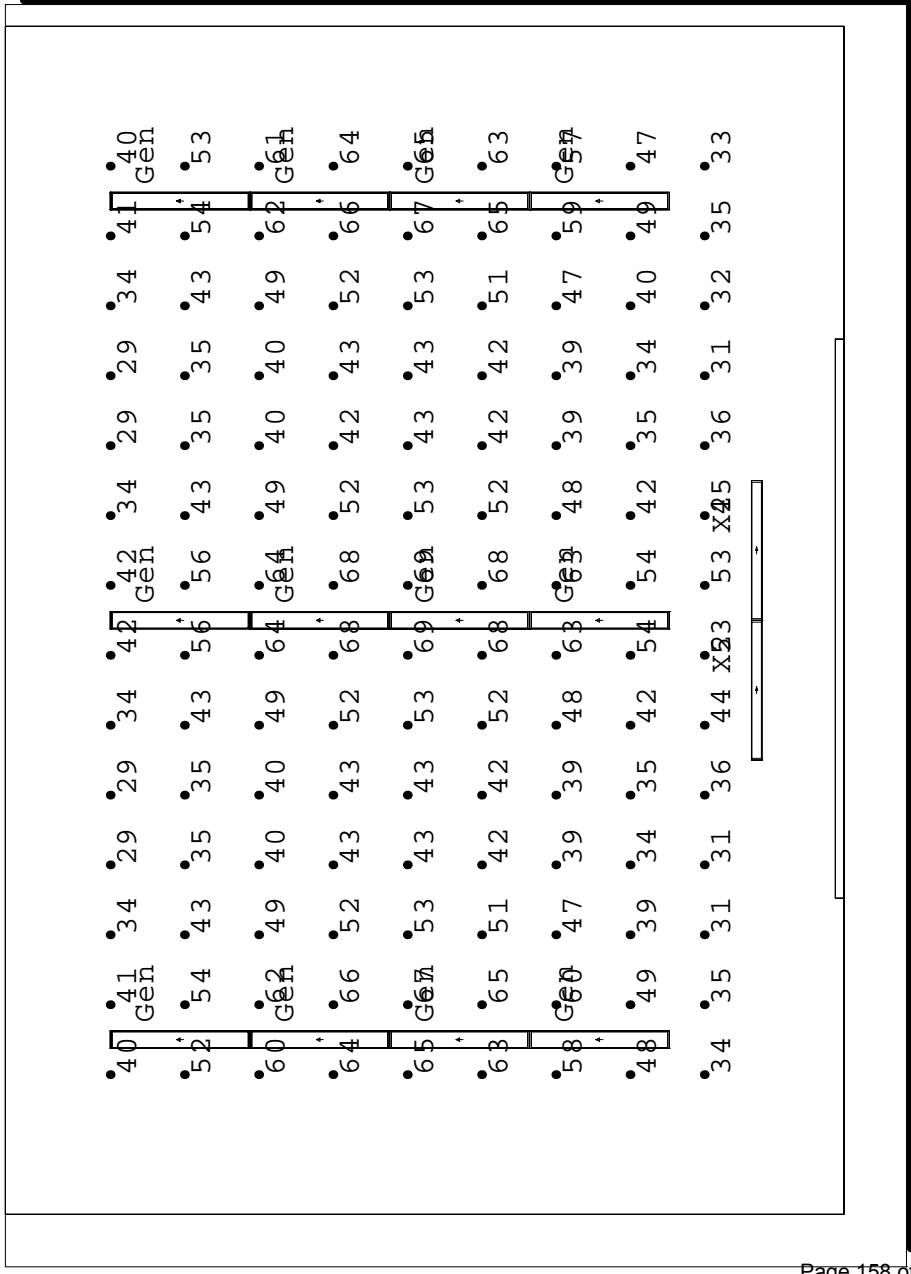 40 41 34 29 29 34 42 42 34 29 29 34 41 40
Gen Gen Gen
52 54 43 35 35 43 56 56 43 35 35 43 54 53
60 62 49 40 40 49 64 64 49 40 40 49 62 61
Gen Gen Gen
64 66 52 43 43 52 68 68 52 42 43 52 66 64
65 67 53 43 43 53 69 69 53 43 43 53 67 65
Gen Gen Gen
63 65 51 42 42 52 68 68 52 42 42 51 65 63
58 60 47 39 39 48 63 63 48 39 39 47 59 57
Gen Gen Gen
48 49 39 34 35 42 54 54 42 35 34 40 49 47
34 35 31 31 36 44 53 53 45 36 31 32 35 33
X2 X2
Page 158 of